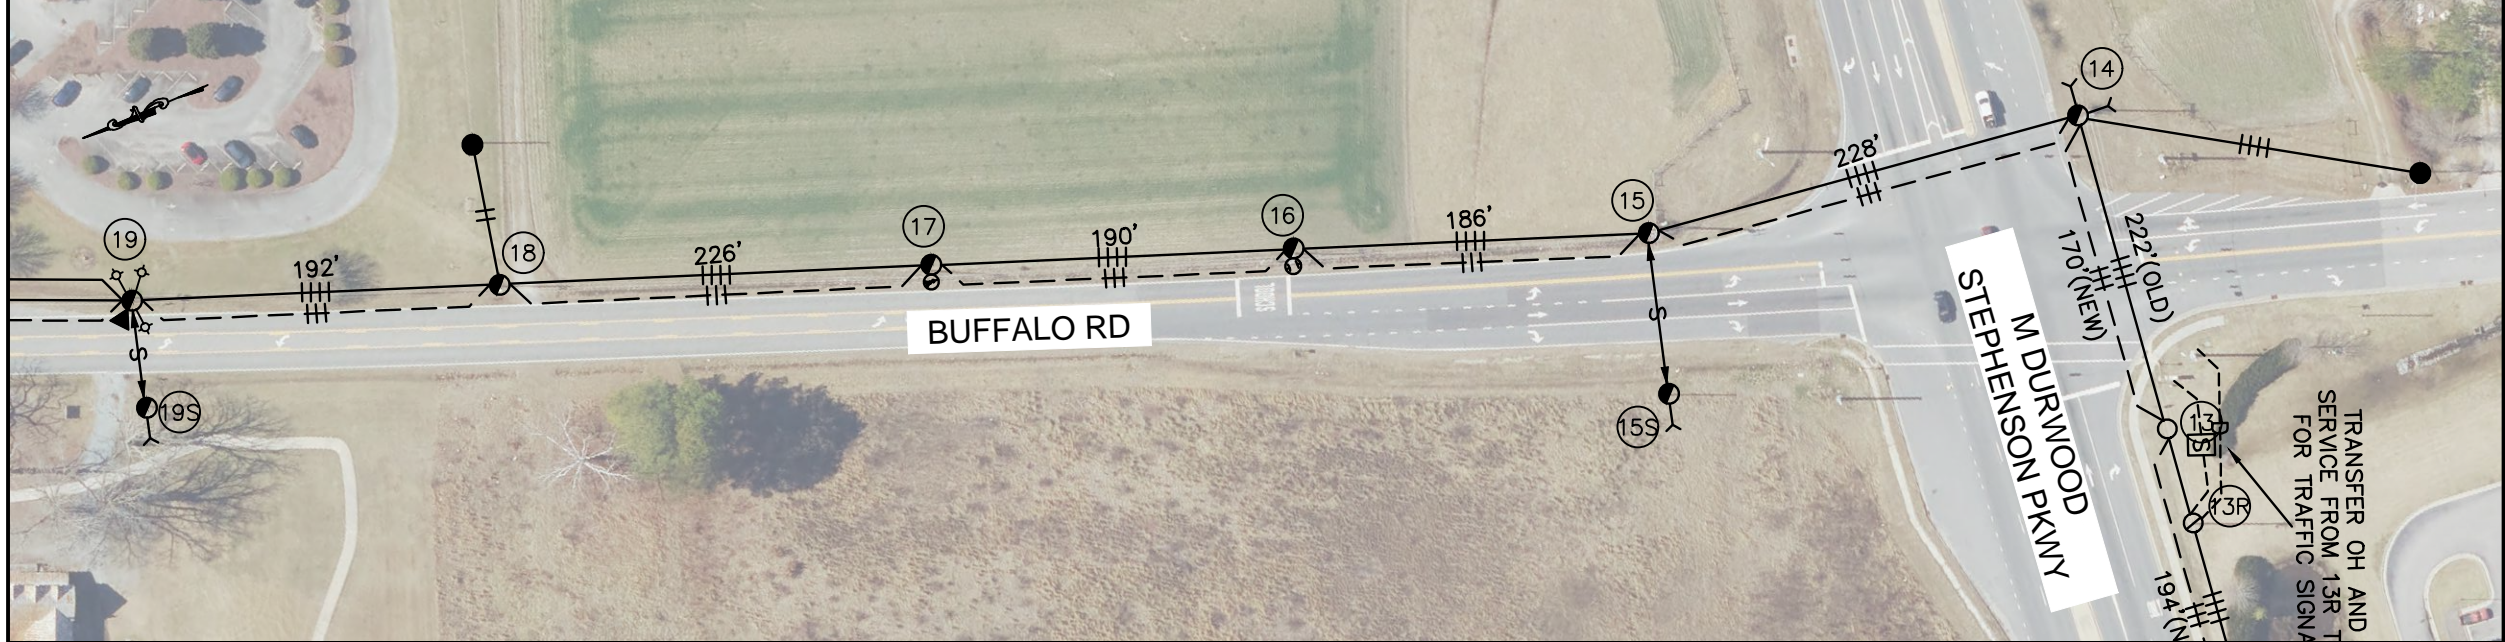 14
228'
15
16
186'
17
190'
18
226'
19
192'
N
S
19S
S
15S
SCHOOL
BUFFALO RD
M DURWOOD
STEPHENSON PKWY
222'(OLD)
170'(NEW)
13
S
13R
194'(N
TRANSFER OH AND
SERVICE FROM 13R T
FOR TRAFFIC SIGNA